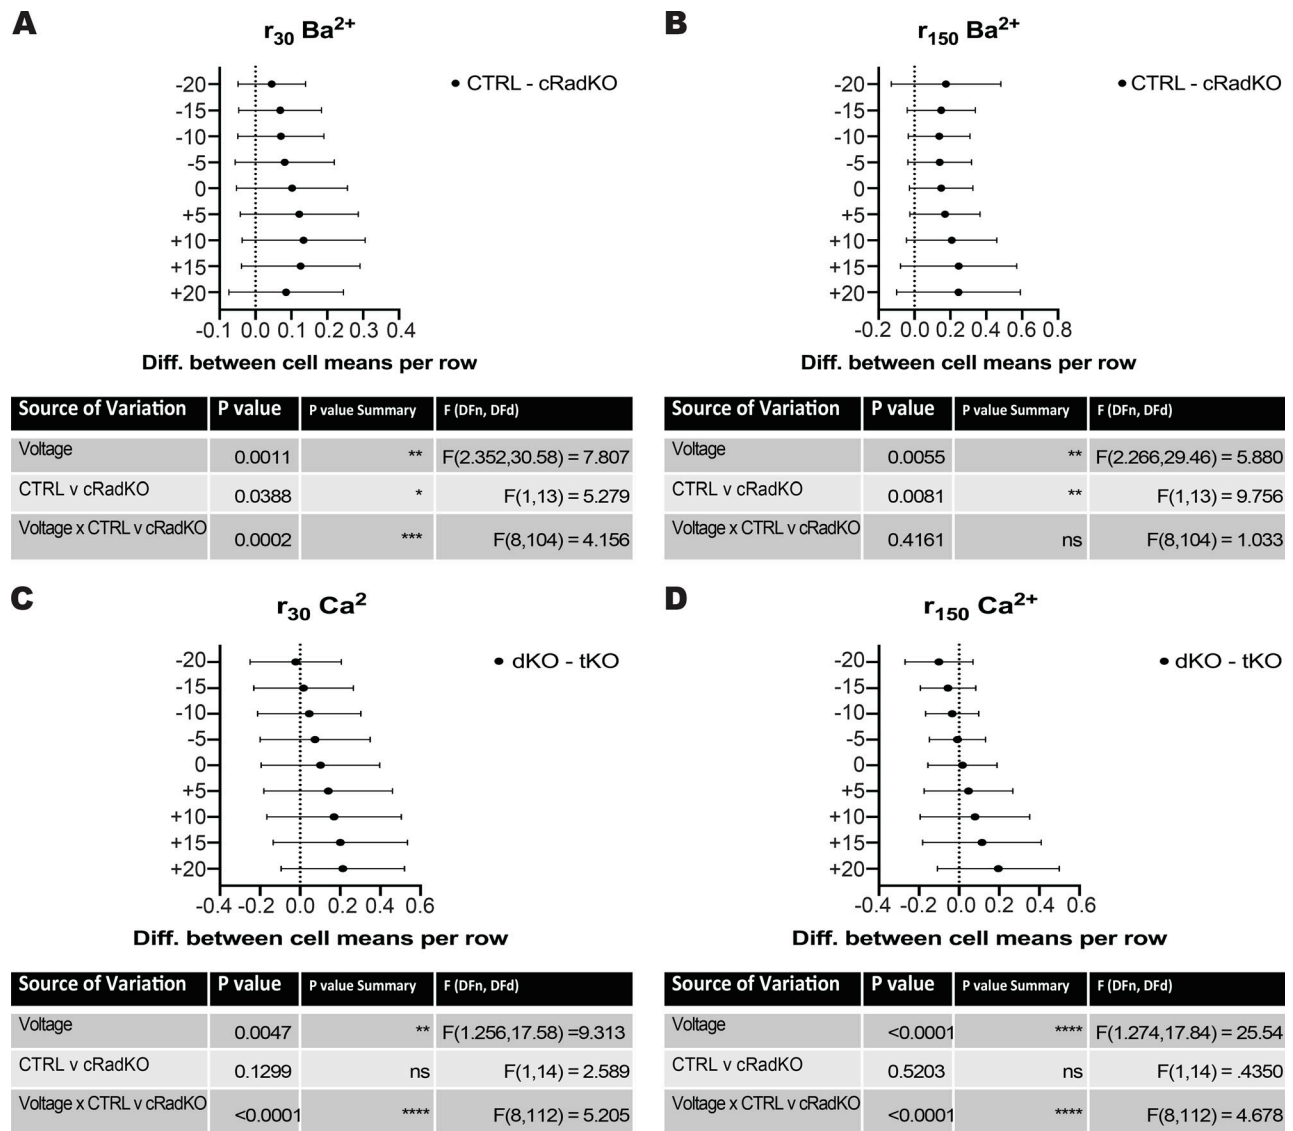 A
r30 Ba2+
-20
-15
-10
-5
0
+5
+10
+15
+20
CTRL - cRadKO
-0.1 0.0 0.1 0.2 0.3 0.4
Diff. between cell means per row
Source of Variation P value P value Summary F (DFn, DFd)
Voltage 0.0011 ** F(2.352,30.58) = 7.807
CTRL v cRadKO 0.0388 * F(1,13) = 5.279
Voltage x CTRL v cRadKO 0.0002 *** F(8,104) = 4.156
B
r150 Ba2+
-20
-15
-10
-5
0
+5
+10
+15
+20
CTRL - cRadKO
-0.2 0.0 0.2 0.4 0.6 0.8
Diff. between cell means per row
Source of Variation P value P value Summary F (DFn, DFd)
Voltage 0.0055 ** F(2.266,29.46) = 5.880
CTRL v cRadKO 0.0081 ** F(1,13) = 9.756
Voltage x CTRL v cRadKO 0.4161 ns F(8,104) = 1.033
C
r30 Ca2
-20
-15
-10
-5
0
+5
+10
+15
+20
dKO - tKO
-0.4 -0.2 0.0 0.2 0.4 0.6
Diff. between cell means per row
Source of Variation P value P value Summary F (DFn, DFd)
Voltage 0.0047 ** F(1.256,17.58) =9.313
CTRL v cRadKO 0.1299 ns F(1,14) = 2.589
Voltage x CTRL v cRadKO <0.0001 **** F(8,112) = 5.205
D
r150 Ca2+
-20
-15
-10
-5
0
+5
+10
+15
+20
dKO - tKO
-0.4 -0.2 0.0 0.2 0.4 0.6
Diff. between cell means per row
Source of Variation P value P value Summary F (DFn, DFd)
Voltage <0.0001 **** F(1.274,17.84) = 25.54
CTRL v cRadKO 0.5203 ns F(1,14) = .4350
Voltage x CTRL v cRadKO <0.0001 **** F(8,112) = 4.678